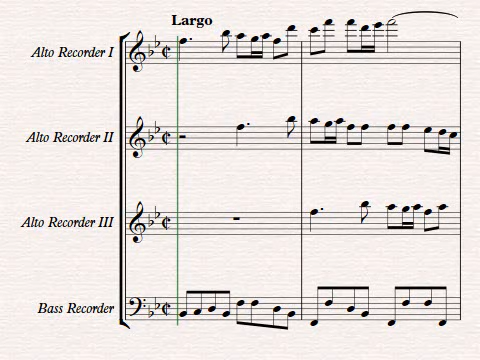 Largo
Alto Recorder I
Alto Recorder II
Alto Recorder III
Bass Recorder